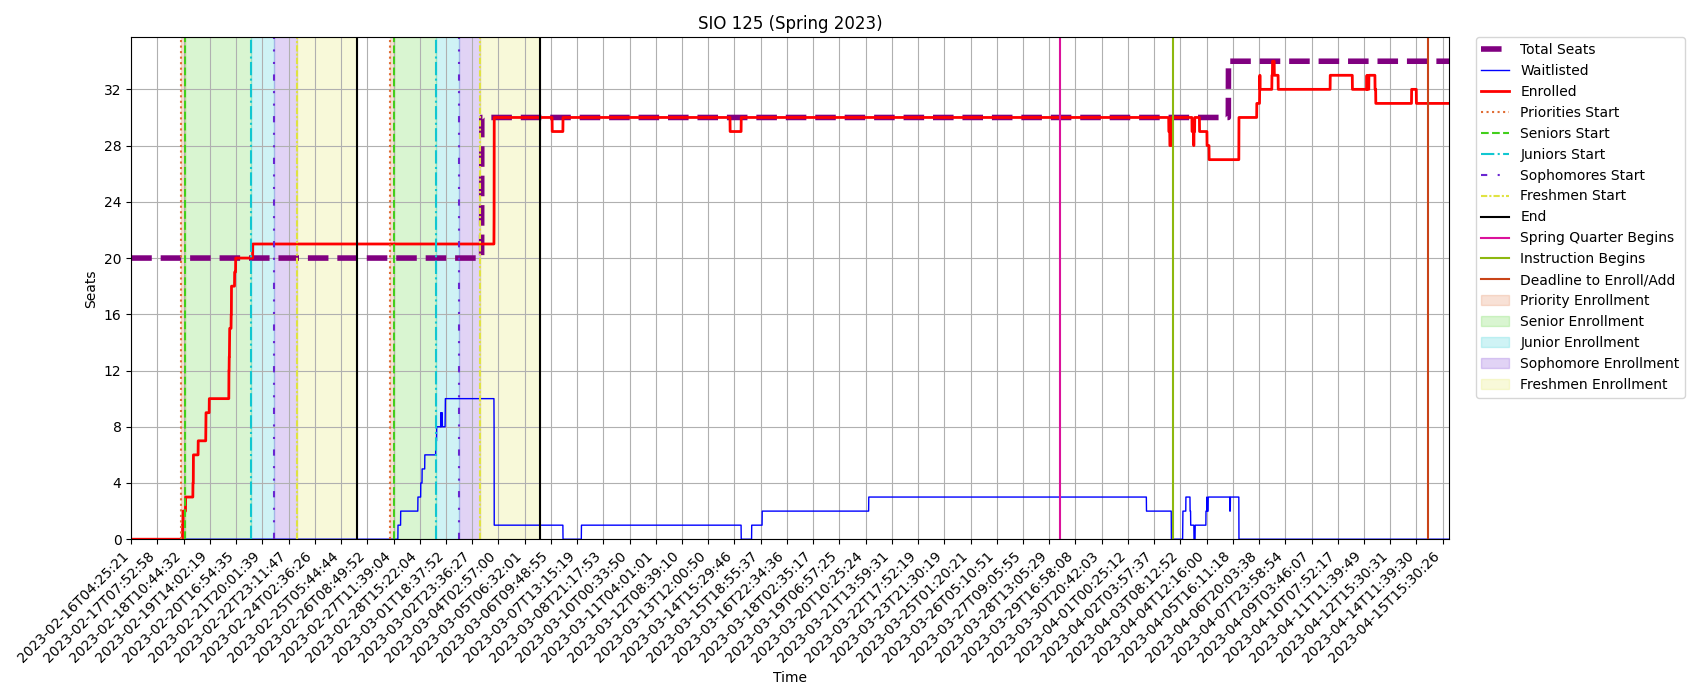 SIO 125 (Spring 2023)
Seats
32
28
24
20
16
12
8
4
0
2023-02-16T04:25:21
2023-02-17T07:52:58
2023-02-18T10:44:32
2023-02-19T14:02:19
2023-02-20T16:54:35
2023-02-21T20:01:39
2023-02-22T23:11:47
2023-02-24T02:36:26
2023-02-25T05:44:44
2023-02-26T08:49:52
2023-02-27T11:39:04
2023-02-28T15:22:04
2023-03-01T18:37:52
2023-03-02T23:36:27
2023-03-04T02:57:00
2023-03-05T06:32:01
2023-03-06T09:48:55
2023-03-07T13:15:19
2023-03-08T21:17:53
2023-03-10T00:33:50
2023-03-11T04:01:01
2023-03-12T08:39:10
2023-03-13T12:00:50
2023-03-14T15:29:46
2023-03-15T18:55:37
2023-03-16T22:34:36
2023-03-18T02:35:17
2023-03-19T06:57:25
2023-03-20T10:25:24
2023-03-21T13:59:31
2023-03-22T17:52:19
2023-03-23T21:30:19
2023-03-25T01:20:21
2023-03-26T05:10:51
2023-03-27T09:05:55
2023-03-28T13:05:29
2023-03-29T16:58:08
2023-03-30T20:42:03
2023-04-01T00:25:12
2023-04-02T03:57:37
2023-04-03T08:12:52
2023-04-04T12:16:00
2023-04-05T16:11:18
2023-04-06T20:03:38
2023-04-07T23:58:54
2023-04-09T03:46:07
2023-04-10T07:52:17
2023-04-11T11:39:49
2023-04-12T15:30:31
2023-04-14T11:39:30
2023-04-15T15:30:26
Time
Total Seats
Waitlisted
Enrolled
Priorities Start
Seniors Start
Juniors Start
Sophomores Start
Freshmen Start
End
Spring Quarter Begins
Instruction Begins
Deadline to Enroll/Add
Priority Enrollment
Senior Enrollment
Junior Enrollment
Sophomore Enrollment
Freshmen Enrollment